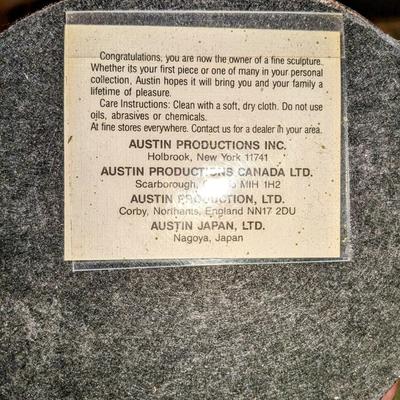 Congratulations, you are now the owner of a fine sculpture.
Whether its your first piece or one of many in your personal
collection, Austin hopes it will bring you and your family a
lifetime of pleasure.
Care Instructions: Clean with a soft, dry cloth. Do not use
oils, abrasives or chemicals.
At fine stores everywhere. Contact us for a dealer in your area.
AUSTIN PRODUCTIONS INC.
Holbrook, New York 11741
AUSTIN PRODUCTIONS CANADA LTD.
Scarborough, MIH 1H2
AUSTIN PRODUCTION, LTD.
Corby, Northants, England NN17 2DU
AUSTIN JAPAN, LTD.
Nagoya, Japan